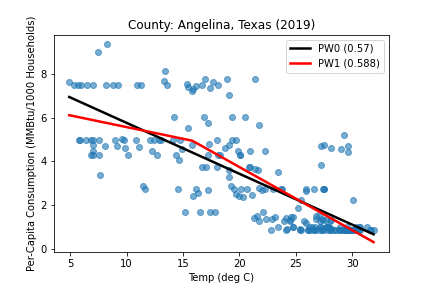 County: Angelina, Texas (2019)
PW0 (0.57)
PW1 (0.588)
Per-Capita Consumption (MMBtu/1000 Households)
8
6
4
2
0
5
10
15
20
25
30
Temp (deg C)